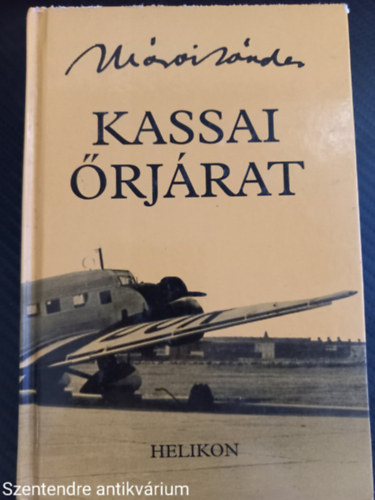 Márai Sándor
KASSAI
ŐRJÁRAT
HELIKON
Szentendre antikvárium